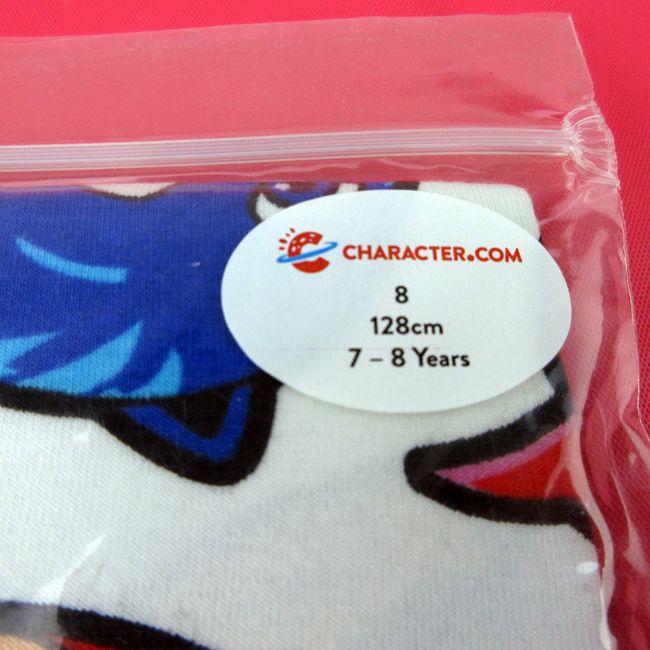 CHARACTER.COM
8
128cm
7 – 8 Years